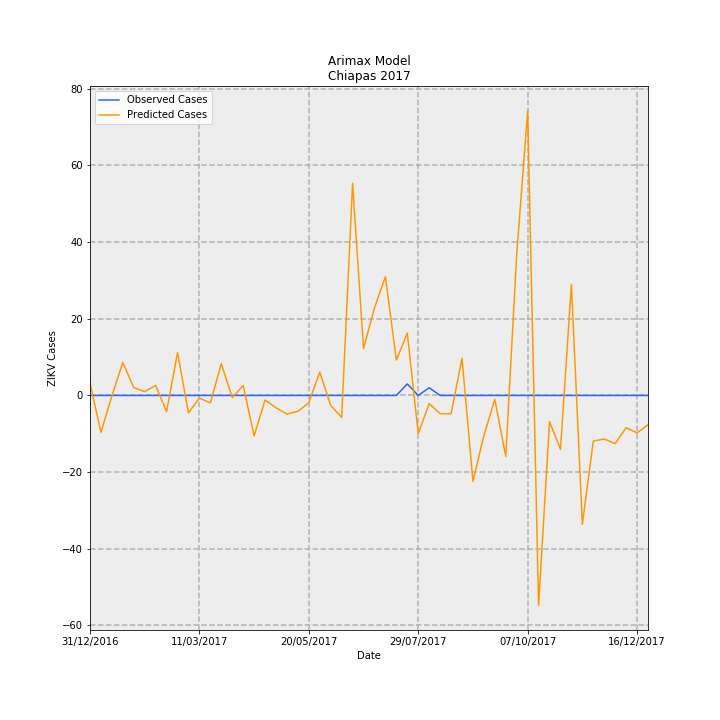 Arimax Model
Chiapas 2017
Observed Cases
Predicted Cases
80
60
40
20
0
−20
−40
−60
ZIKV Cases
31/12/2016 11/03/2017 20/05/2017 29/07/2017 07/10/2017 16/12/2017
Date